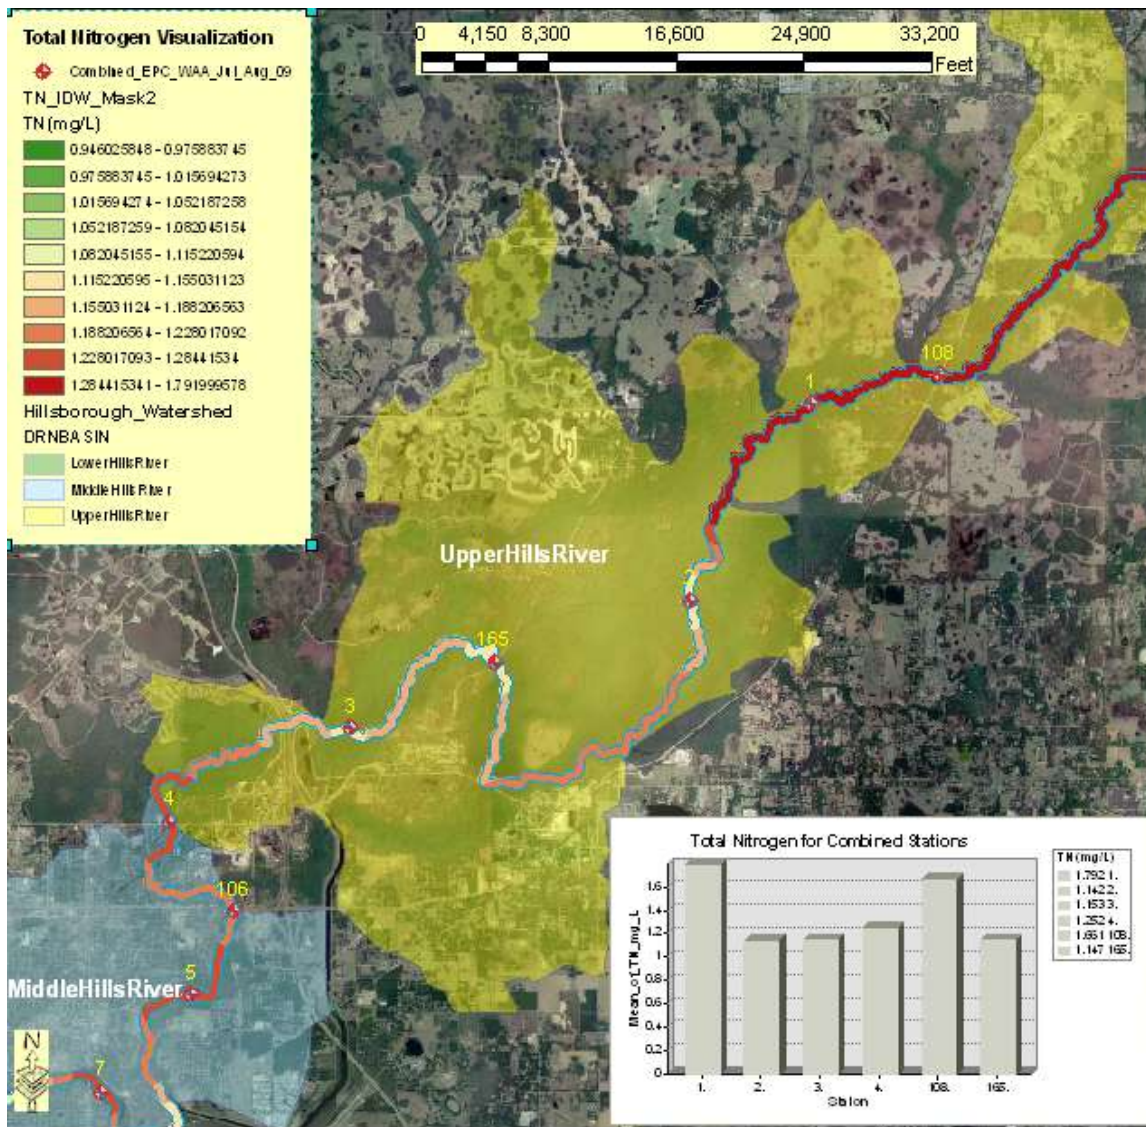 Total Nitrogen Visualization
Combined_EPC_WAA_Jul_Aug_09
TN_IDW_Mask2
TN (mg/L)
0.946025848 - 0.975883745
0.975883745 - 1.015694273
1.015694274 - 1.052187258
1.052187259 - 1.082045154
1.082045155 - 1.115220594
1.115220595 - 1.155031123
1.155031124 - 1.188206563
1.188206564 - 1.228017092
1.228017093 - 1.28441534
1.284415341 - 1.791999578
Hillsborough_Watershed
DRNBASIN
LowerHillsRiver
MiddleHillsRiver
UpperHillsRiver
0 4,150 8,300 16,600 24,900 33,200
Feet
108
1
UpperHillsRiver
2
165
3
4
106
5
MiddleHillsRiver
7
N
Total Nitrogen for Combined Stations
Mean_of_TN_mg_L
1.6
1.4
1.2
1
0.8
0.6
0.4
0.2
0
1. 2. 3. 4. 108. 165.
Station
TN (mg/L)
1.792 1.
1.142 2.
1.153 3.
1.252 4.
1.661 108.
1.147 165.